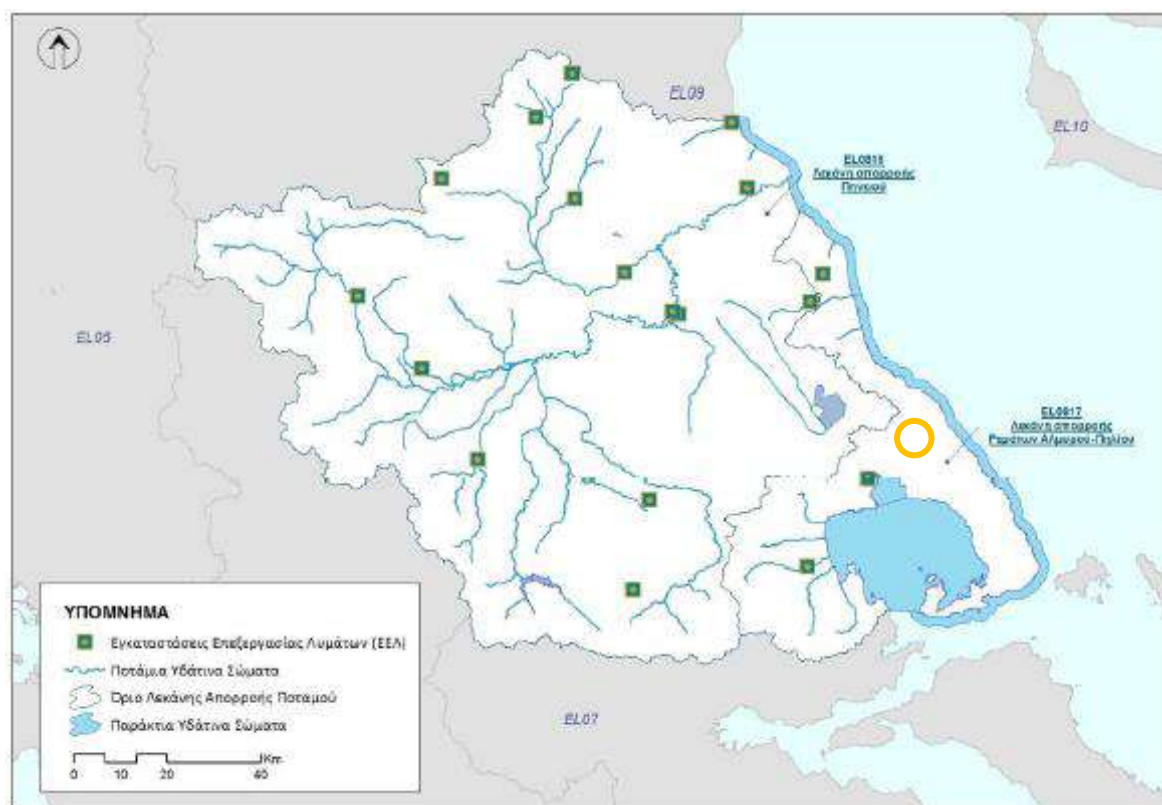 EL09
EL10
EL0816
Λεκάνη απορροής
Πηνειού
EL05
EL0817
Λεκάνη απορροής
Ρεμάτων Αλμυρού-Πηλίου
ΥΠΟΜΝΗΜΑ
Εγκαταστάσεις Επεξεργασίας Λυμάτων (ΕΕΛ)
Ποτάμια Υδάτινα Σώματα
Όριο Λεκάνης Απορροής Ποταμού
Παράκτια Υδάτινα Σώματα
Km
0 10 20 40
EL07